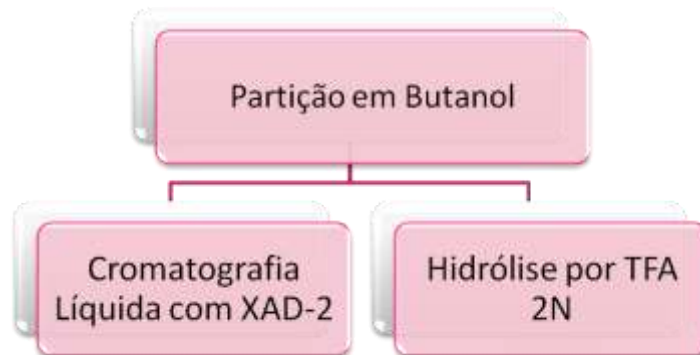 Partição em Butanol
Cromatografia
Líquida com XAD-2
Hidrólise por TFA
2N